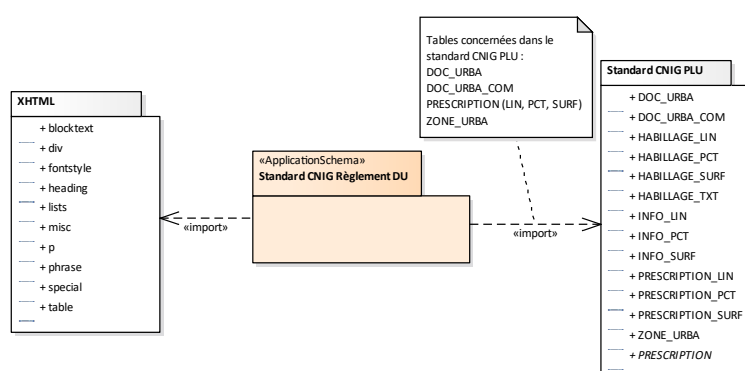 XHTML
+ blocktext
+ div
+ fontstyle
+ heading
+ lists
+ misc
+ p
+ phrase
+ special
+ table
«import»
«ApplicationSchema»
Standard CNIG Règlement DU
«import»
Tables concernées dans le
standard CNIG PLU :
DOC_URBA
DOC_URBA_COM
PRESCRIPTION (LIN, PCT, SURF)
ZONE_URBA
Standard CNIG PLU
+ DOC_URBA
+ DOC_URBA_COM
+ HABILLAGE_LIN
+ HABILLAGE_PCT
+ HABILLAGE_SURF
+ HABILLAGE_TXT
+ INFO_LIN
+ INFO_PCT
+ INFO_SURF
+ PRESCRIPTION_LIN
+ PRESCRIPTION_PCT
+ PRESCRIPTION_SURF
+ ZONE_URBA
+ PRESCRIPTION